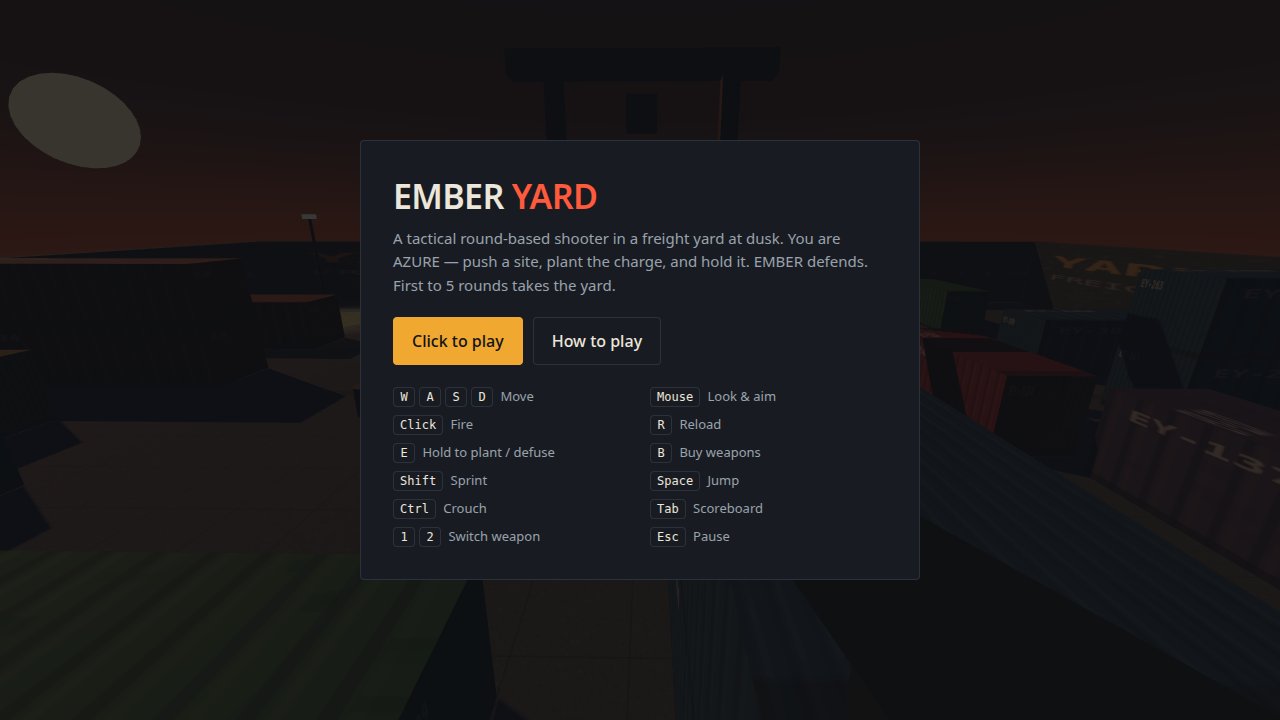 EMBER YARD
A tactical round-based shooter in a freight yard at dusk. You are
AZURE — push a site, plant the charge, and hold it. EMBER defends.
First to 5 rounds takes the yard.
Click to play
How to play
W A S D Move
Mouse Look & aim
Click Fire
R Reload
E Hold to plant / defuse
B Buy weapons
Shift Sprint
Space Jump
Ctrl Crouch
Tab Scoreboard
1 2 Switch weapon
Esc Pause